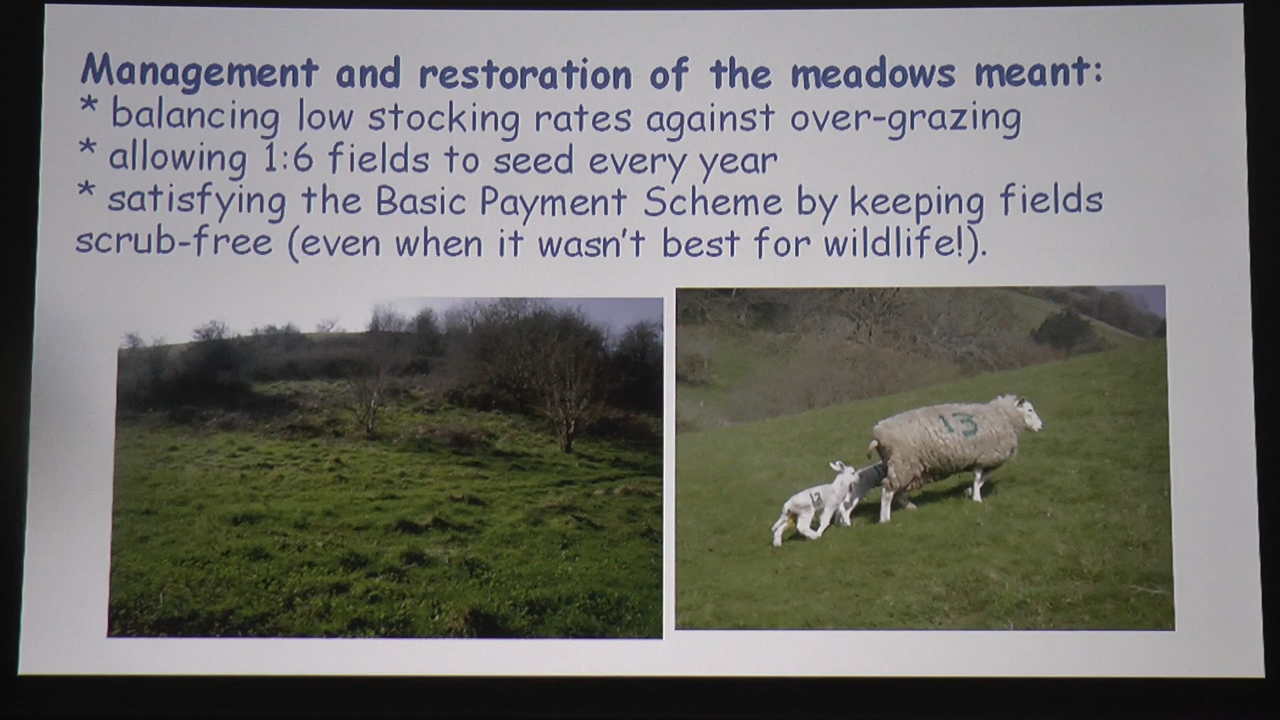 Management and restoration of the meadows meant:
* balancing low stocking rates against over-grazing
* allowing 1:6 fields to seed every year
* satisfying the Basic Payment Scheme by keeping fields
scrub-free (even when it wasn't best for wildlife!).
13
12